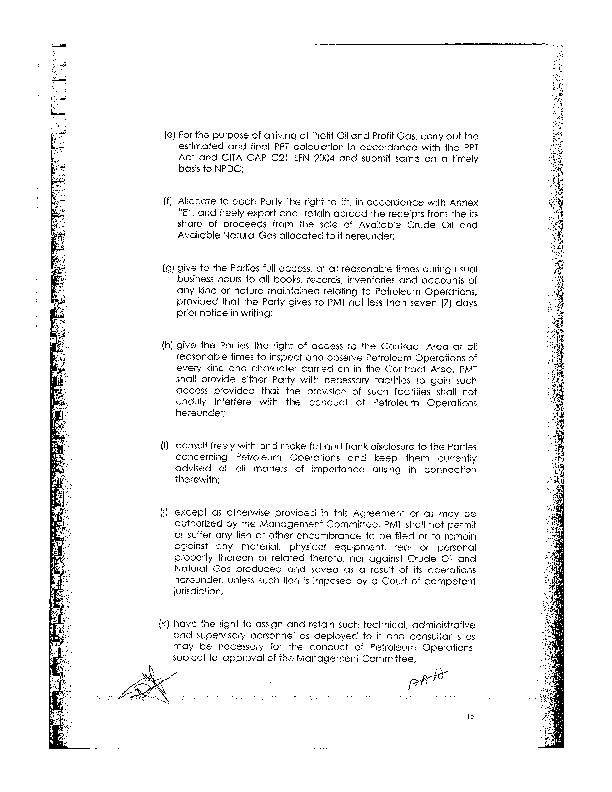 (e) For the purpose of arriving at Profit Oil and Profit Gas, carry out the
estimated and final PPT calculation in accordance with the PPT
Act and CITA CAP C21 LFN 2004 and submit same on a timely
basis to NPDC;
(f) Allocate to each Party the right to lift, in accordance with Annex
"E", and freely export and retain abroad the receipts from the its
share of proceeds from the sale of Available Crude Oil and
Available Natural Gas allocated to it hereunder;
(g) give to the Parties full access, at all reasonable times during usual
business hours to all books, records, inventories and accounts of
any kind or nature maintained relating to Petroleum Operations,
provided that the Party gives to PMT not less than seven (7) days
prior notice in writing;
(h) give the Parties the right of access to the Contract Area at all
reasonable times to inspect and observe Petroleum Operations of
every kind and character carried on in the Contract Area. PMT
shall provide either Party with necessary facilities to gain such
access provided that the provision of such facilities shall not
unduly interfere with the conduct of Petroleum Operations
hereunder;
(i) consult freely with and make full and frank disclosure to the Parties
concerning Petroleum Operations and keep them currently
advised of all matters of importance arising in connection
therewith;
(j) except as otherwise provided in this Agreement or as may be
authorized by the Management Committee, PMT shall not permit
or suffer any lien or other encumbrance to be filed or to remain
against any material, physical equipment, real or personal
property thereon or related thereto, nor against Crude Oil and
Natural Gas produced and saved as a result of its operations
hereunder, unless such lien is imposed by a Court of competent
jurisdiction;
(k) have the right to assign and retain such technical, administrative
and supervisory personnel as deployed to it and consultants as
may be necessary for the conduct of Petroleum Operations
subject to approval of the Management Committee;